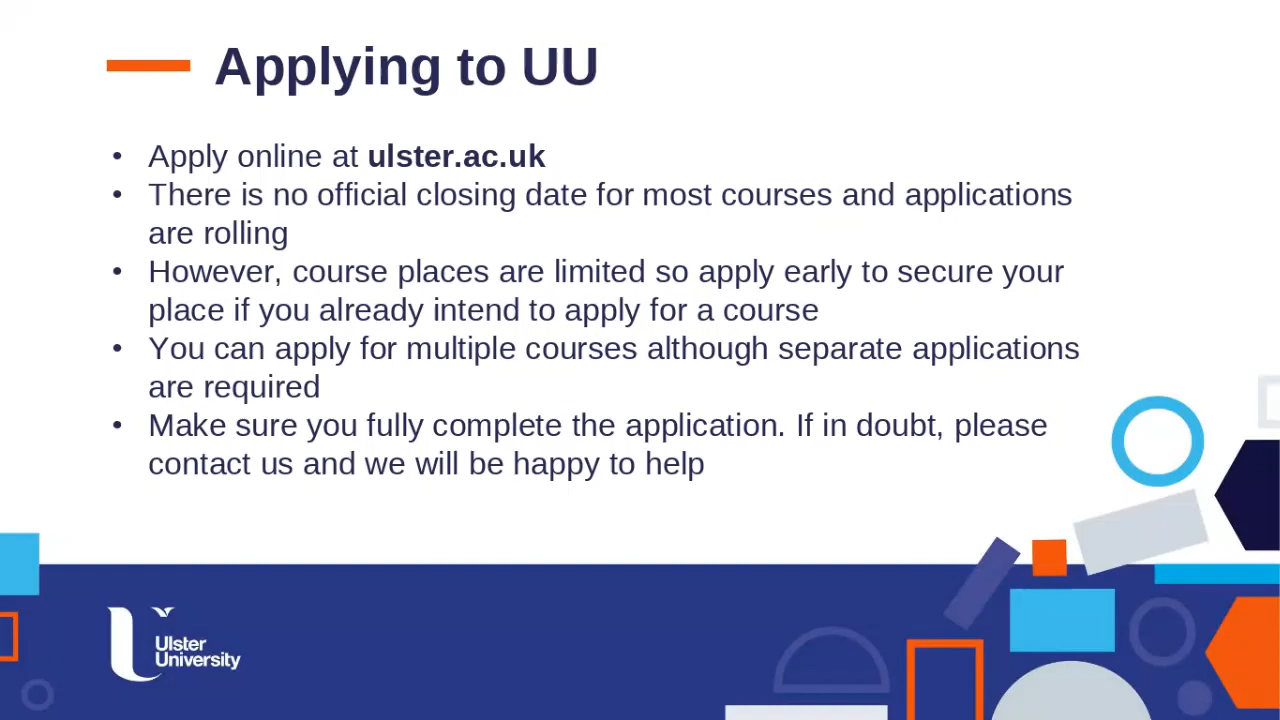 Applying to UU
• Apply online at ulster.ac.uk
• There is no official closing date for most courses and applications
are rolling
• However, course places are limited so apply early to secure your
place if you already intend to apply for a course
• You can apply for multiple courses although separate applications
are required
• Make sure you fully complete the application. If in doubt, please
contact us and we will be happy to help
Ulster
University